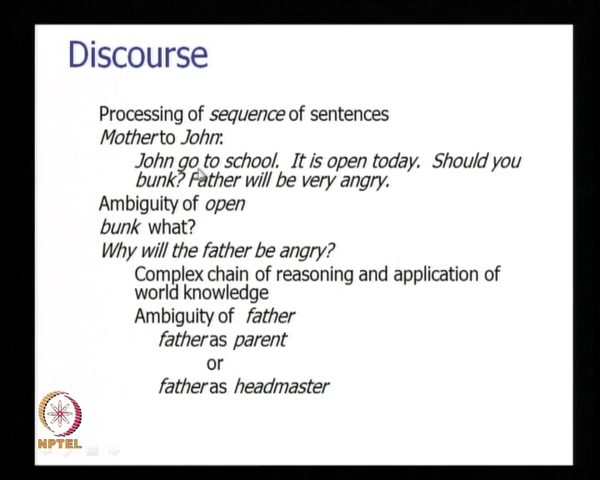 Discourse
Processing of sequence of sentences
Mother to John:
John go to school. It is open today. Should you
bunk? Father will be very angry.
Ambiguity of open
bunk what?
Why will the father be angry?
Complex chain of reasoning and application of
world knowledge
Ambiguity of father
father as parent
or
father as headmaster
NPTEL